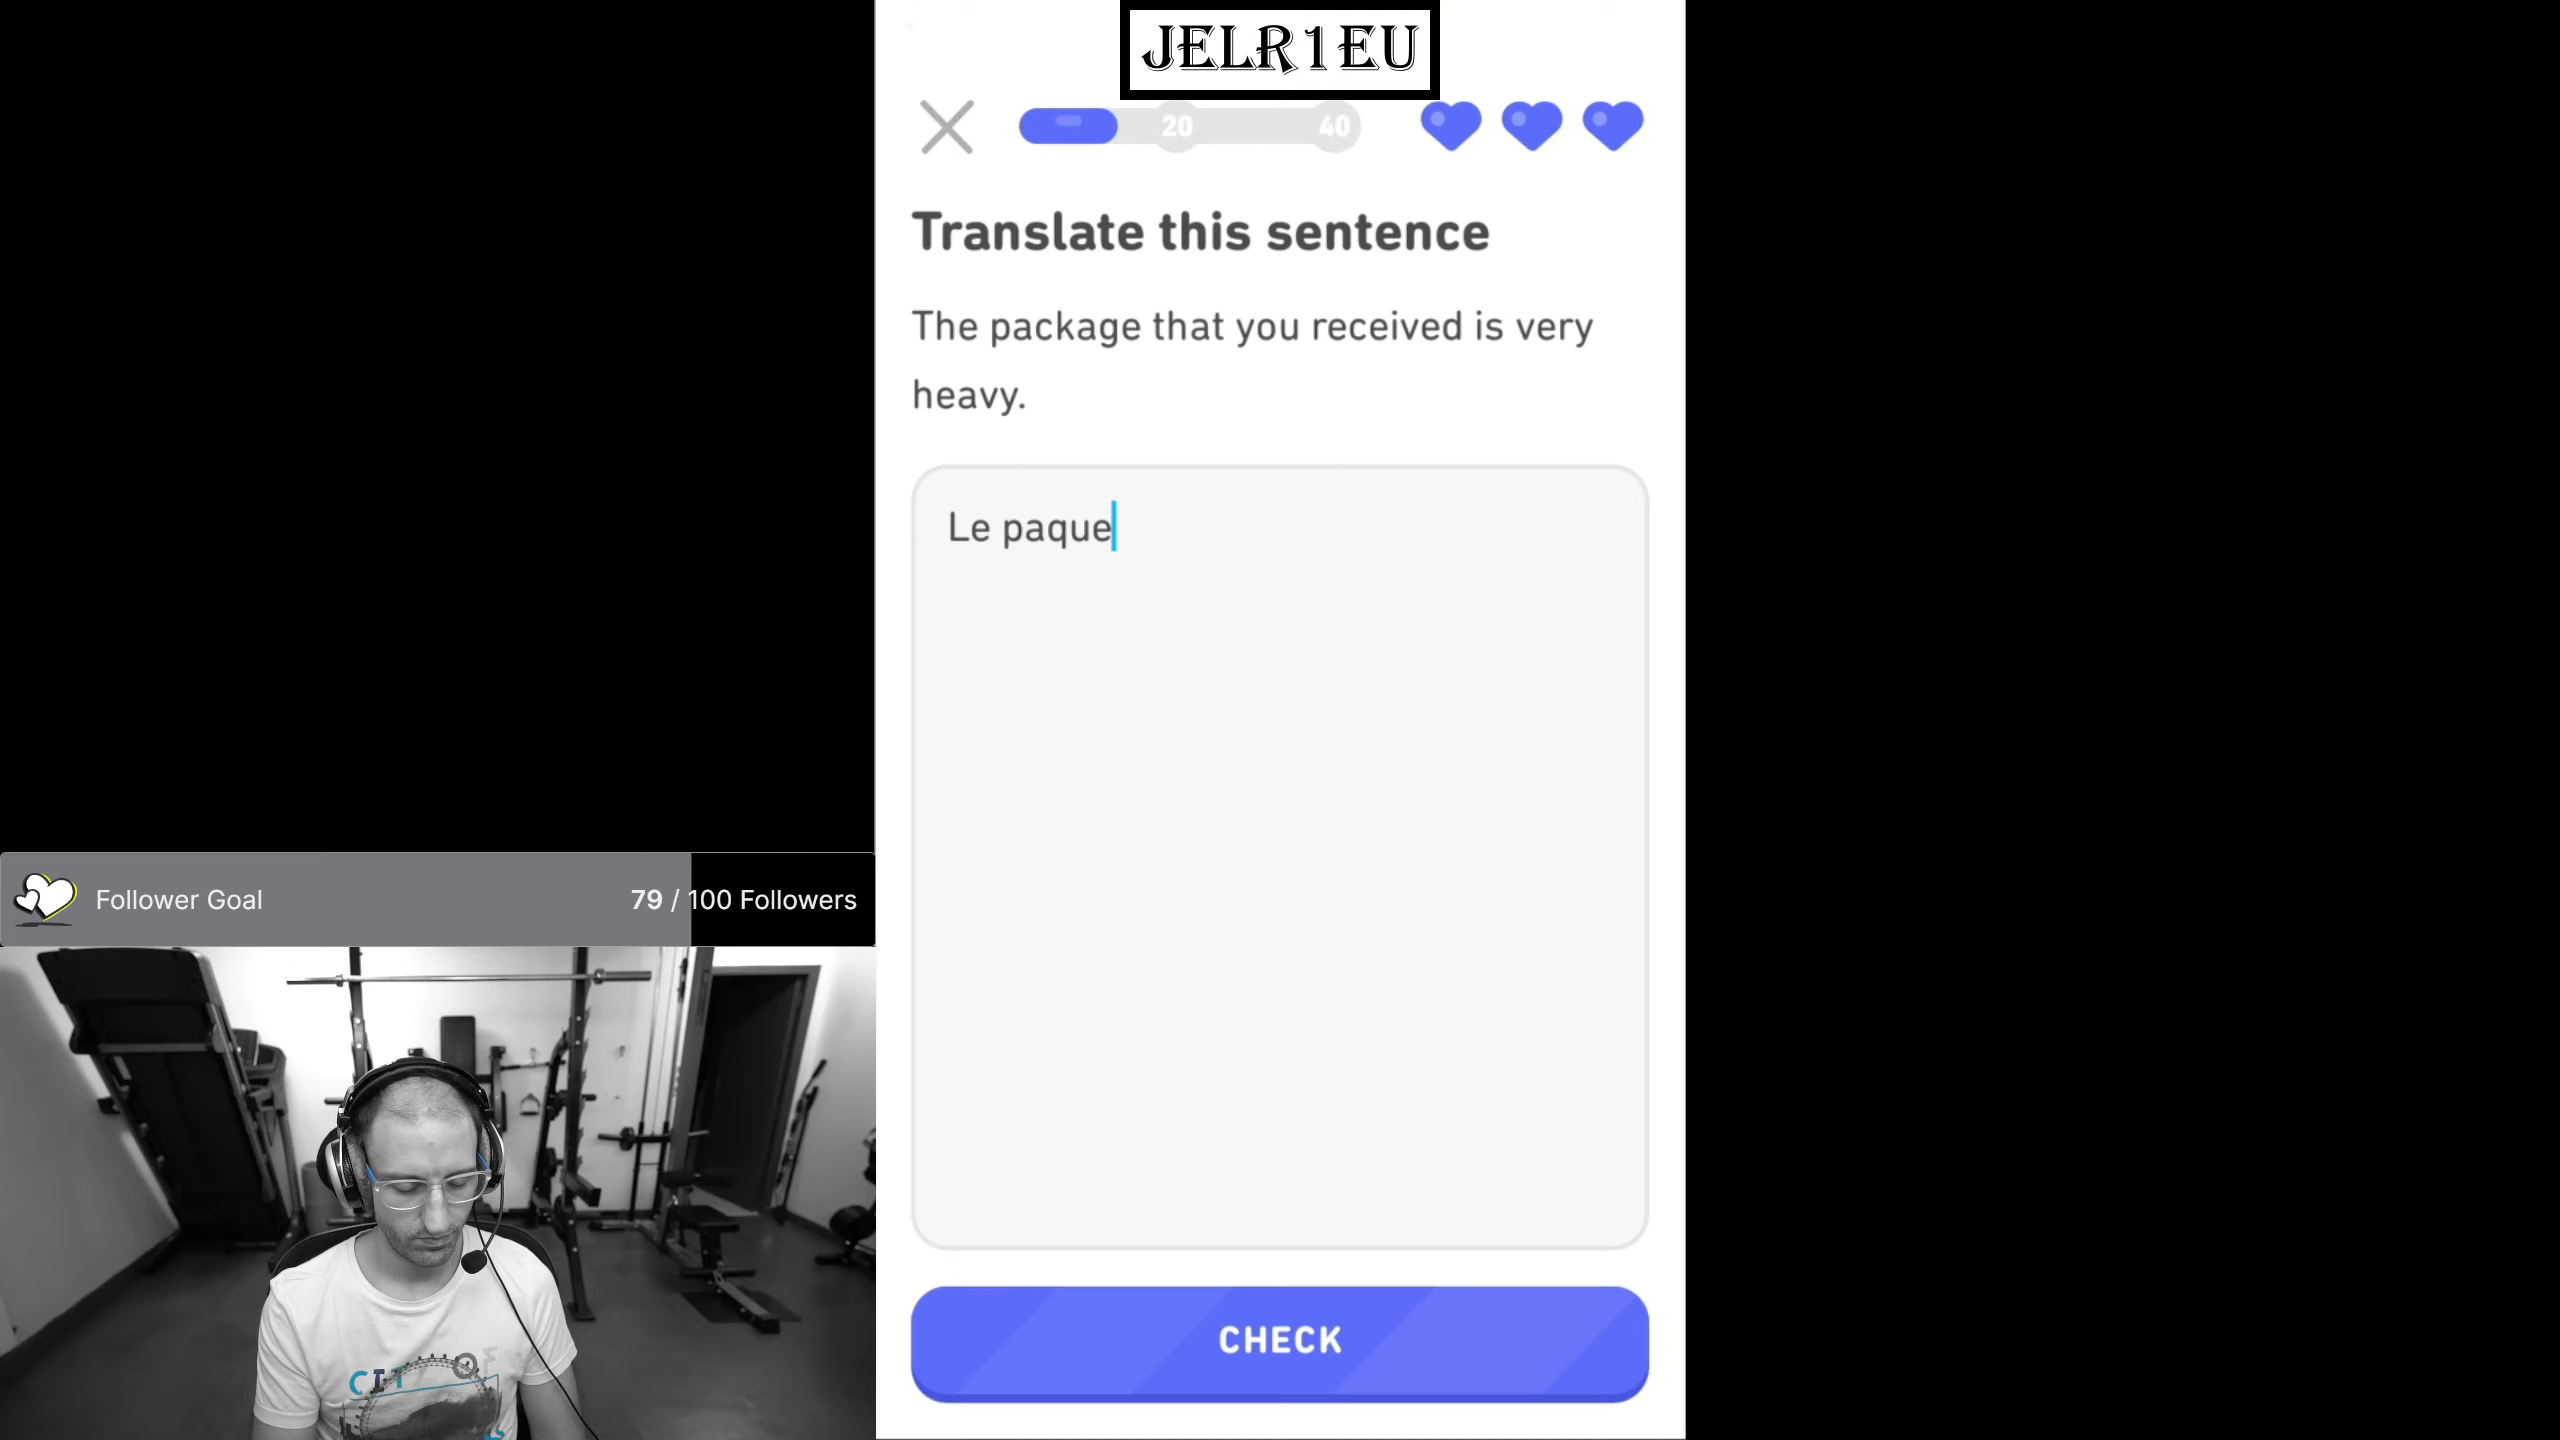 JELR1EU
20
40
Translate this sentence
The package that you received is very
heavy.
Le paque
CHECK
Follower Goal
79 / 100 Followers